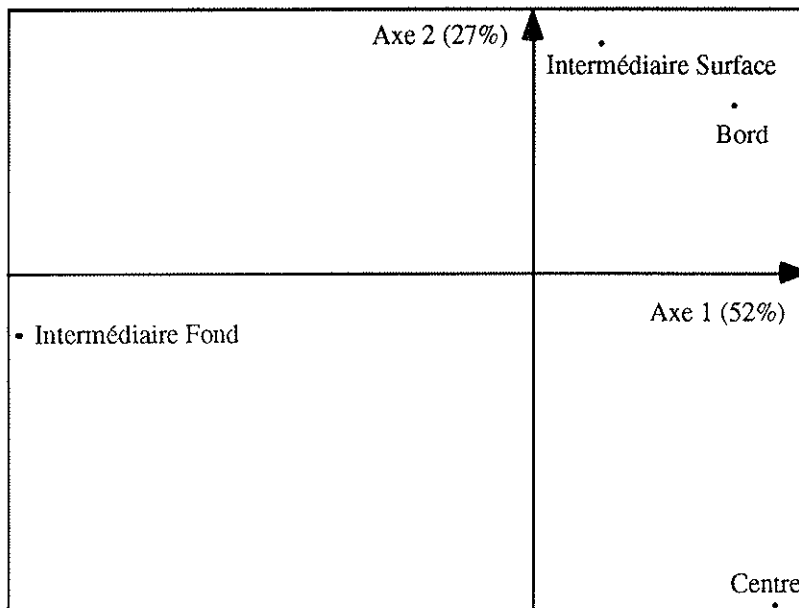 Axe 2 (27%)
Intermédiaire Surface
Bord
Axe 1 (52%)
Intermédiaire Fond
Centre